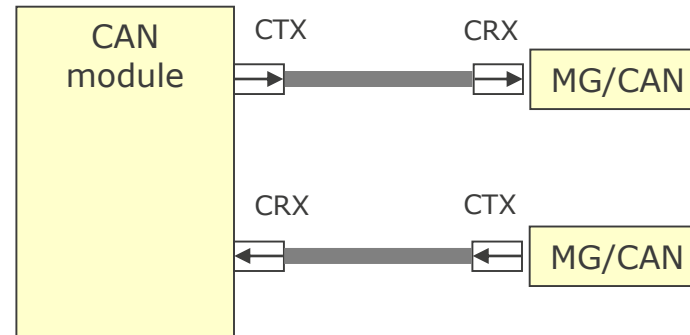 CAN
module
CTX
CRX
MG/CAN
CRX
CTX
MG/CAN